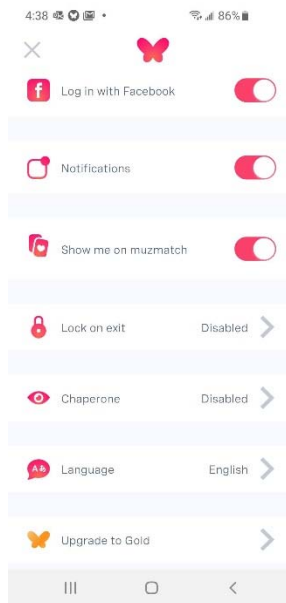 4:38 86%
f Log in with Facebook
Notifications
Show me on muzmatch
Lock on exit Disabled
Chaperone Disabled
Language English
Upgrade to Gold